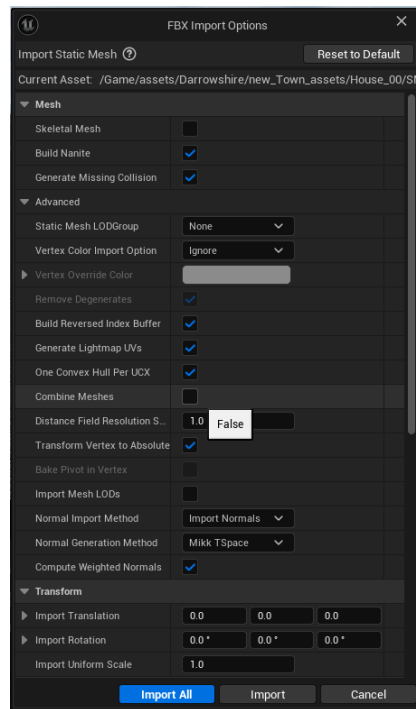 FBX Import Options
Import Static Mesh
Reset to Default
Current Asset: /Game/assets/Darrowshire/new_Town_assets/House_00/S
Mesh
Skeletal Mesh
Build Nanite
Generate Missing Collision
Advanced
Static Mesh LODGroup None
Vertex Color Import Option Ignore
Vertex Override Color
Remove Degenerates
Build Reversed Index Buffer
Generate Lightmap UVs
One Convex Hull Per UCX
Combine Meshes
Distance Field Resolution S... 1.0
False
Transform Vertex to Absolute
Bake Pivot in Vertex
Import Mesh LODs
Normal Import Method Import Normals
Normal Generation Method Mikk TSpace
Compute Weighted Normals
Transform
Import Translation 0.0 0.0 0.0
Import Rotation 0.0 ° 0.0 ° 0.0 °
Import Uniform Scale 1.0
Import All Import Cancel